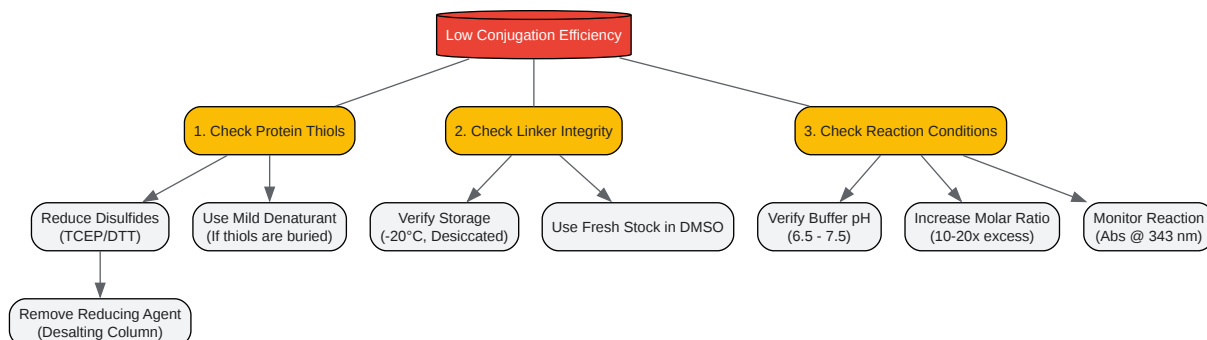 Low Conjugation Efficiency
1. Check Protein Thiols
2. Check Linker Integrity
3. Check Reaction Conditions
Reduce Disulfides
(TCEP/DTT)
Use Mild Denaturant
(If thiols are buried)
Verify Storage
(-20°C, Desiccated)
Use Fresh Stock in DMSO
Verify Buffer pH
(6.5 - 7.5)
Increase Molar Ratio
(10-20x excess)
Monitor Reaction
(Abs @ 343 nm)
Remove Reducing Agent
(Desalting Column)